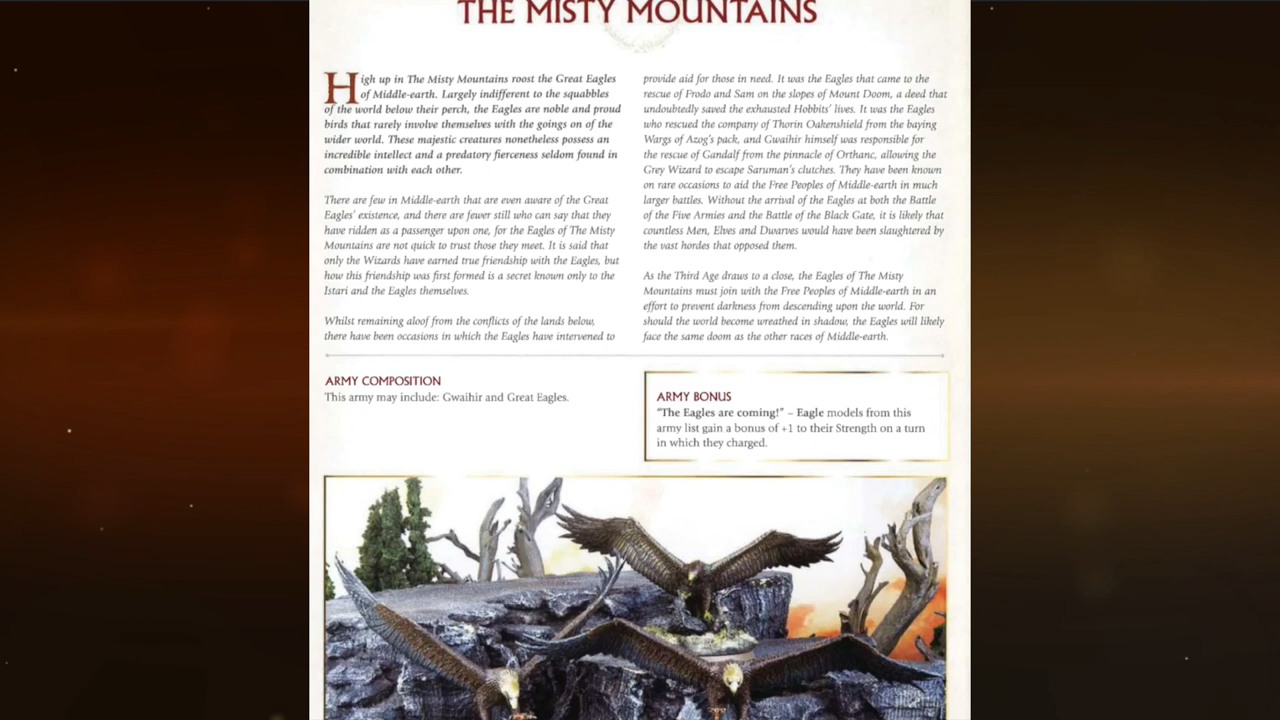 THE MISTY MOUNTAINS
High up in The Misty Mountains roost the Great Eagles
of Middle-earth. Largely indifferent to the squabbles
of the world below their perch, the Eagles are noble and proud
birds that rarely involve themselves with the goings on of the
wider world. These majestic creatures nonetheless possess an
incredible intellect and a predatory fierceness seldom found in
combination with each other.
There are few in Middle-earth that are even aware of the Great
Eagles' existence, and there are fewer still who can say that they
have ridden as a passenger upon one, for the Eagles of The Misty
Mountains are not quick to trust those they meet. It is said that
only the Wizards have earned true friendship with the Eagles, but
how this friendship was first formed is a secret known only to the
Istari and the Eagles themselves.
Whilst remaining aloof from the conflicts of the lands below,
there have been occasions in which the Eagles have intervened to
provide aid for those in need. It was the Eagles that came to the
rescue of Frodo and Sam on the slopes of Mount Doom, a deed that
undoubtedly saved the exhausted Hobbits' lives. It was the Eagles
who rescued the company of Thorin Oakenshield from the baying
Wargs of Azog's pack, and Gwaihir himself was responsible for
the rescue of Gandalf from the pinnacle of Orthanc, allowing the
Grey Wizard to escape Saruman's clutches. They have been known
on rare occasions to aid the Free Peoples of Middle-earth in much
larger battles. Without the arrival of the Eagles at both the Battle
of the Five Armies and the Battle of the Black Gate, it is likely that
countless Men, Elves and Dwarves would have been slaughtered by
the vast hordes that opposed them.
As the Third Age draws to a close, the Eagles of The Misty
Mountains must join with the Free Peoples of Middle-earth in an
effort to prevent darkness from descending upon the world. For
should the world become wreathed in shadow, the Eagles will likely
face the same doom as the other races of Middle-earth.
ARMY COMPOSITION
This army may include: Gwaihir and Great Eagles.
ARMY BONUS
"The Eagles are coming!" – Eagle models from this
army list gain a bonus of +1 to their Strength on a turn
in which they charged.